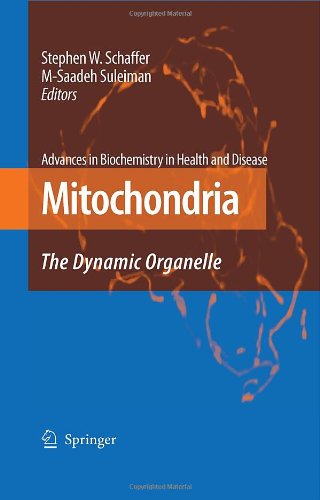 Stephen W. Schaffer
M-Saadeh Suleiman
Editors
Advances in Biochemistry in Health and Disease
Mitochondria
The Dynamic Organelle
Springer